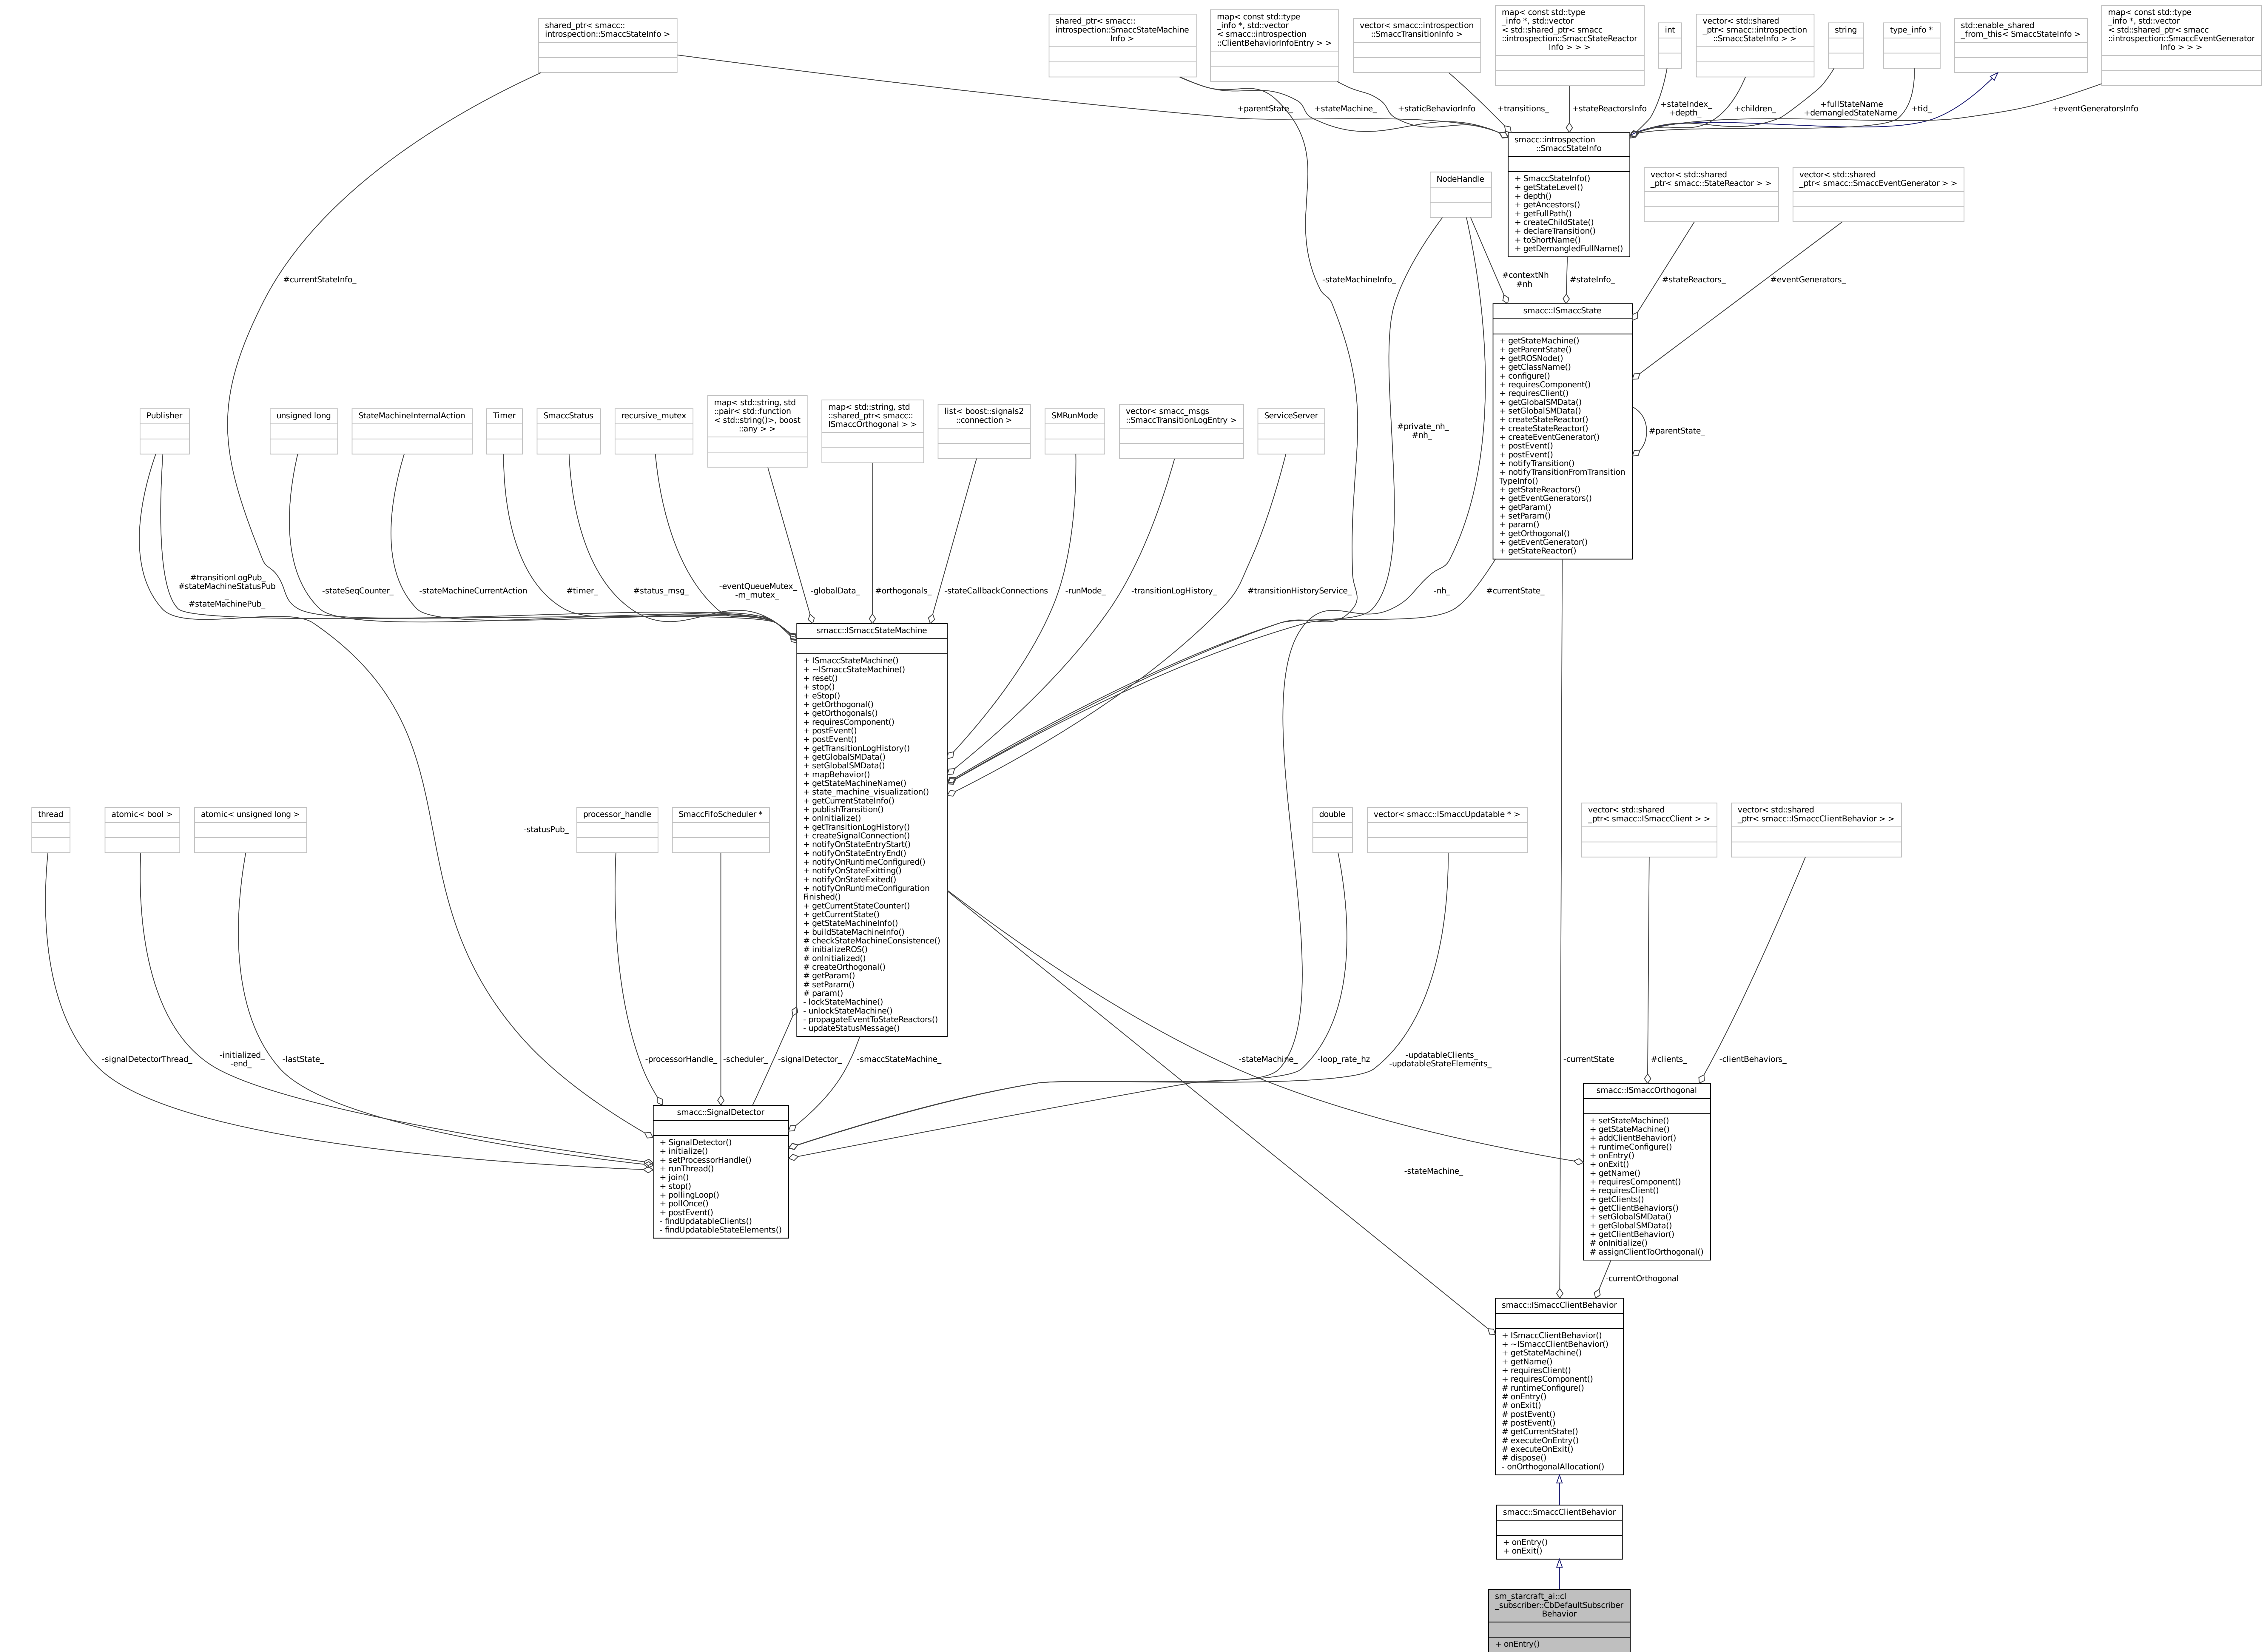 shared_ptr< smacc::
introspection::SmaccStateInfo >
shared_ptr< smacc::
introspection::SmaccStateMachine
Info >
map< const std::type
_info *, std::vector
< smacc::introspection
::ClientBehaviorInfoEntry > >
vector< smacc::introspection
::SmaccTransitionInfo >
map< const std::type
_info *, std::vector
< std::shared_ptr< smacc
::introspection::SmaccStateReactor
Info > > >
int
vector< std::shared
_ptr< smacc::introspection
::SmaccStateInfo > >
string
type_info *
std::enable_shared
_from_this< SmaccStateInfo >
map< const std::type
_info *, std::vector
< std::shared_ptr< smacc
::introspection::SmaccEventGenerator
Info > > >
+parentState_
+stateMachine_
+staticBehaviorInfo
+transitions_
+stateReactorsInfo
+stateIndex_
+depth_
+children_
+fullStateName
+demangledStateName
+tid_
+eventGeneratorsInfo
smacc::introspection
::SmaccStateInfo
+ SmaccStateInfo()
+ getStateLevel()
+ depth()
+ getAncestors()
+ getFullPath()
+ createChildState()
+ declareTransition()
+ toShortName()
+ getDemangledFullName()
NodeHandle
vector< std::shared
_ptr< smacc::StateReactor > >
vector< std::shared
_ptr< smacc::SmaccEventGenerator > >
#currentStateInfo_
-stateMachineInfo_
#contextNh
#nh
#stateInfo_
#stateReactors_
#eventGenerators_
smacc::ISmaccState
+ getStateMachine()
+ getParentState()
+ getROSNode()
+ getClassName()
+ configure()
+ requiresComponent()
+ requiresClient()
+ getGlobalSMData()
+ setGlobalSMData()
+ createStateReactor()
+ createStateReactor()
+ createEventGenerator()
+ postEvent()
+ postEvent()
+ notifyTransition()
+ notifyTransitionFromTransition
TypeInfo()
+ getStateReactors()
+ getEventGenerators()
+ getParam()
+ setParam()
+ param()
+ getOrthogonal()
+ getEventGenerator()
+ getStateReactor()
#parentState_
#private_nh_
#nh_
Publisher
unsigned long
StateMachineInternalAction
Timer
SmaccStatus
recursive_mutex
map< std::string, std
::pair< std::function
< std::string()>, boost
::any > >
map< std::string, std
::shared_ptr< smacc::
ISmaccOrthogonal > >
list< boost::signals2
::connection >
SMRunMode
vector< smacc_msgs
::SmaccTransitionLogEntry >
ServiceServer
#transitionLogPub_
#stateMachineStatusPub
_
#stateMachinePub_
-stateSeqCounter_
-stateMachineCurrentAction
#timer_
#status_msg_
-eventQueueMutex_
-m_mutex_
-globalData_
#orthogonals_
-stateCallbackConnections
-runMode_
-transitionLogHistory_
#transitionHistoryService_
-nh_
#currentState_
smacc::ISmaccStateMachine
+ ISmaccStateMachine()
+ ~ISmaccStateMachine()
+ reset()
+ stop()
+ eStop()
+ getOrthogonal()
+ getOrthogonals()
+ requiresComponent()
+ postEvent()
+ postEvent()
+ getTransitionLogHistory()
+ getGlobalSMData()
+ setGlobalSMData()
+ mapBehavior()
+ getStateMachineName()
+ state_machine_visualization()
+ getCurrentStateInfo()
+ publishTransition()
+ onInitialize()
+ getTransitionLogHistory()
+ createSignalConnection()
+ notifyOnStateEntryStart()
+ notifyOnStateEntryEnd()
+ notifyOnRuntimeConfigured()
+ notifyOnStateExitting()
+ notifyOnStateExited()
+ notifyOnRuntimeConfiguration
Finished()
+ getCurrentStateCounter()
+ getCurrentState()
+ getStateMachineInfo()
+ buildStateMachineInfo()
# checkStateMachineConsistence()
# initializeROS()
# onInitialized()
# createOrthogonal()
# getParam()
# setParam()
# param()
- lockStateMachine()
- unlockStateMachine()
- propagateEventToStateReactors()
- updateStatusMessage()
thread
atomic< bool >
atomic< unsigned long >
-statusPub_
processor_handle
SmaccFifoScheduler *
double
vector< smacc::ISmaccUpdatable * >
vector< std::shared
_ptr< smacc::ISmaccClient > >
vector< std::shared
_ptr< smacc::ISmaccClientBehavior > >
-signalDetectorThread_
-initialized_
-end_
-lastState_
-processorHandle_
-scheduler_
-signalDetector_
-smaccStateMachine_
-stateMachine_
-loop_rate_hz
-updatableClients_
-updatableStateElements_
-currentState
#clients_
-clientBehaviors_
smacc::SignalDetector
+ SignalDetector()
+ initialize()
+ setProcessorHandle()
+ runThread()
+ join()
+ stop()
+ pollingLoop()
+ pollOnce()
+ postEvent()
- findUpdatableClients()
- findUpdatableStateElements()
-stateMachine_
smacc::ISmaccOrthogonal
+ setStateMachine()
+ getStateMachine()
+ addClientBehavior()
+ runtimeConfigure()
+ onEntry()
+ onExit()
+ getName()
+ requiresComponent()
+ requiresClient()
+ getClients()
+ getClientBehaviors()
+ setGlobalSMData()
+ getGlobalSMData()
+ getClientBehavior()
# onInitialize()
# assignClientToOrthogonal()
-currentOrthogonal
smacc::ISmaccClientBehavior
+ ISmaccClientBehavior()
+ ~ISmaccClientBehavior()
+ getStateMachine()
+ getName()
+ requiresClient()
+ requiresComponent()
# runtimeConfigure()
# onEntry()
# onExit()
# postEvent()
# postEvent()
# getCurrentState()
# executeOnEntry()
# executeOnExit()
# dispose()
- onOrthogonalAllocation()
smacc::SmaccClientBehavior
+ onEntry()
+ onExit()
sm_starcraft_ai::cl
_subscriber::CbDefaultSubscriber
Behavior
+ onEntry()